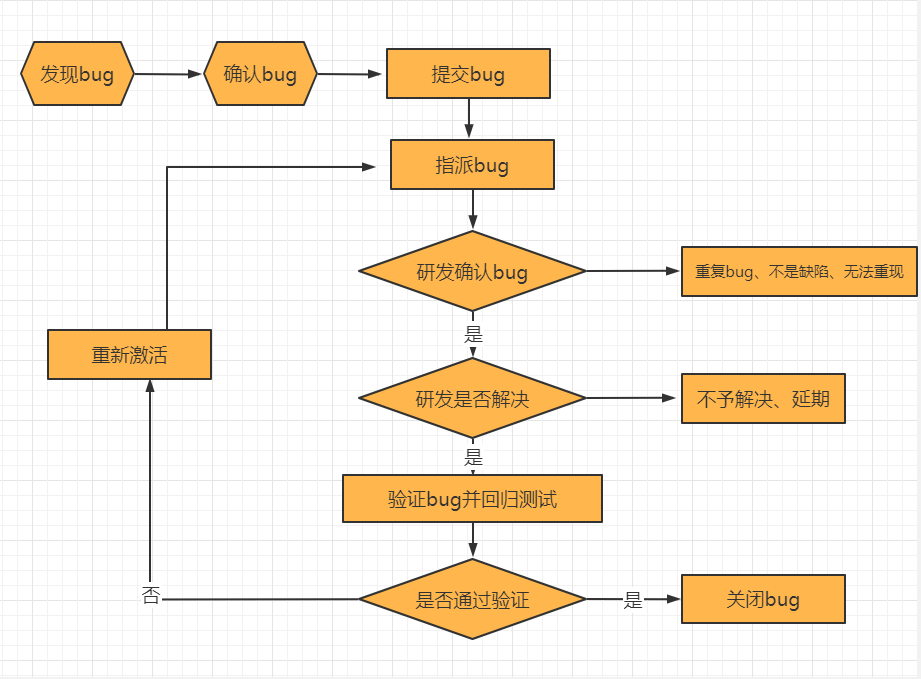 发现bug
确认bug
提交bug
指派bug
研发确认bug
重复bug、不是缺陷、无法重现
是
重新激活
研发是否解决
不予解决、延期
是
验证bug并回归测试
否
是否通过验证
是
关闭bug